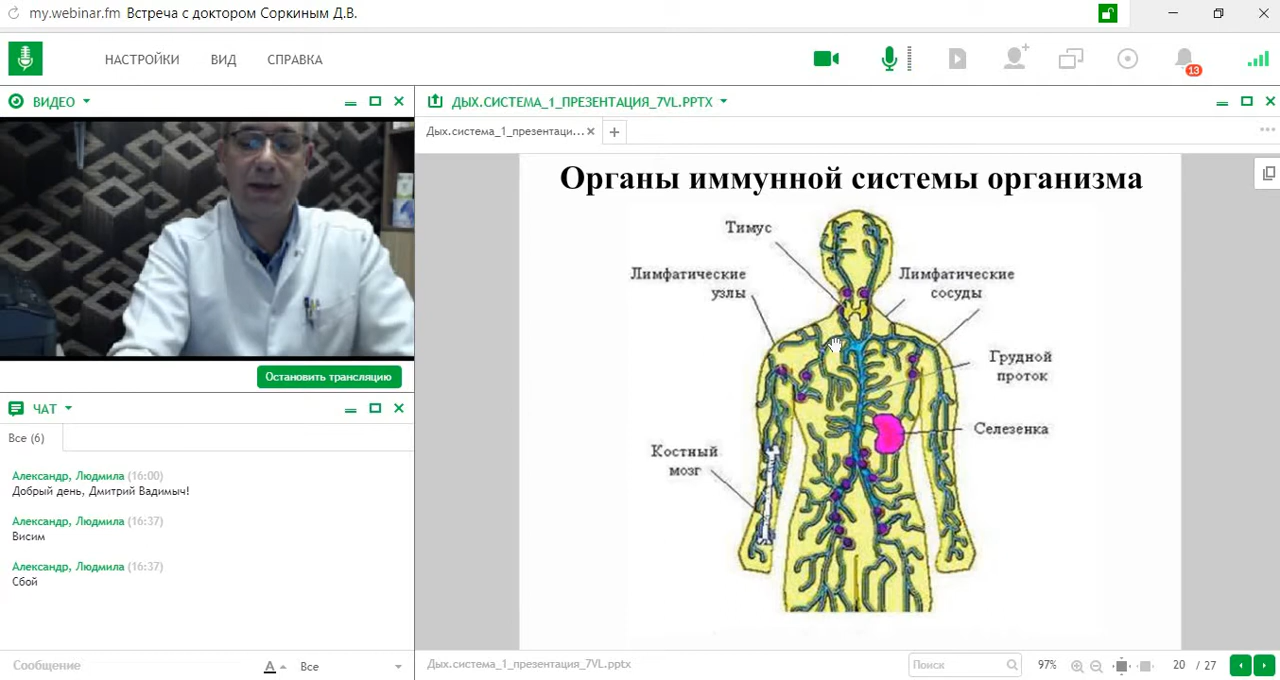 my.webinar.fm Встреча с доктором Соркиным Д.В.
НАСТРОЙКИ ВИД СПРАВКА
13
ВИДЕО
Остановить трансляцию
ЧАТ
Все (6)
Александр, Людмила (16:00)
Добрый день, Дмитрий Вадимыч!
Александр, Людмила (16:37)
Висим
Александр, Людмила (16:37)
Сбой
Сообщение A Все
ДЫХ.СИСТЕМА_1_ПРЕЗЕНТАЦИЯ_7VL.PPTX
Дых.система_1_презентаци...
Органы иммунной системы организма
Тимус
Лимфатические
узлы
Лимфатические
сосуды
Грудной
проток
Селезенка
Костный
мозг
Дых.система_1_презентация_7VL.pptx Поиск 97% 20 / 27